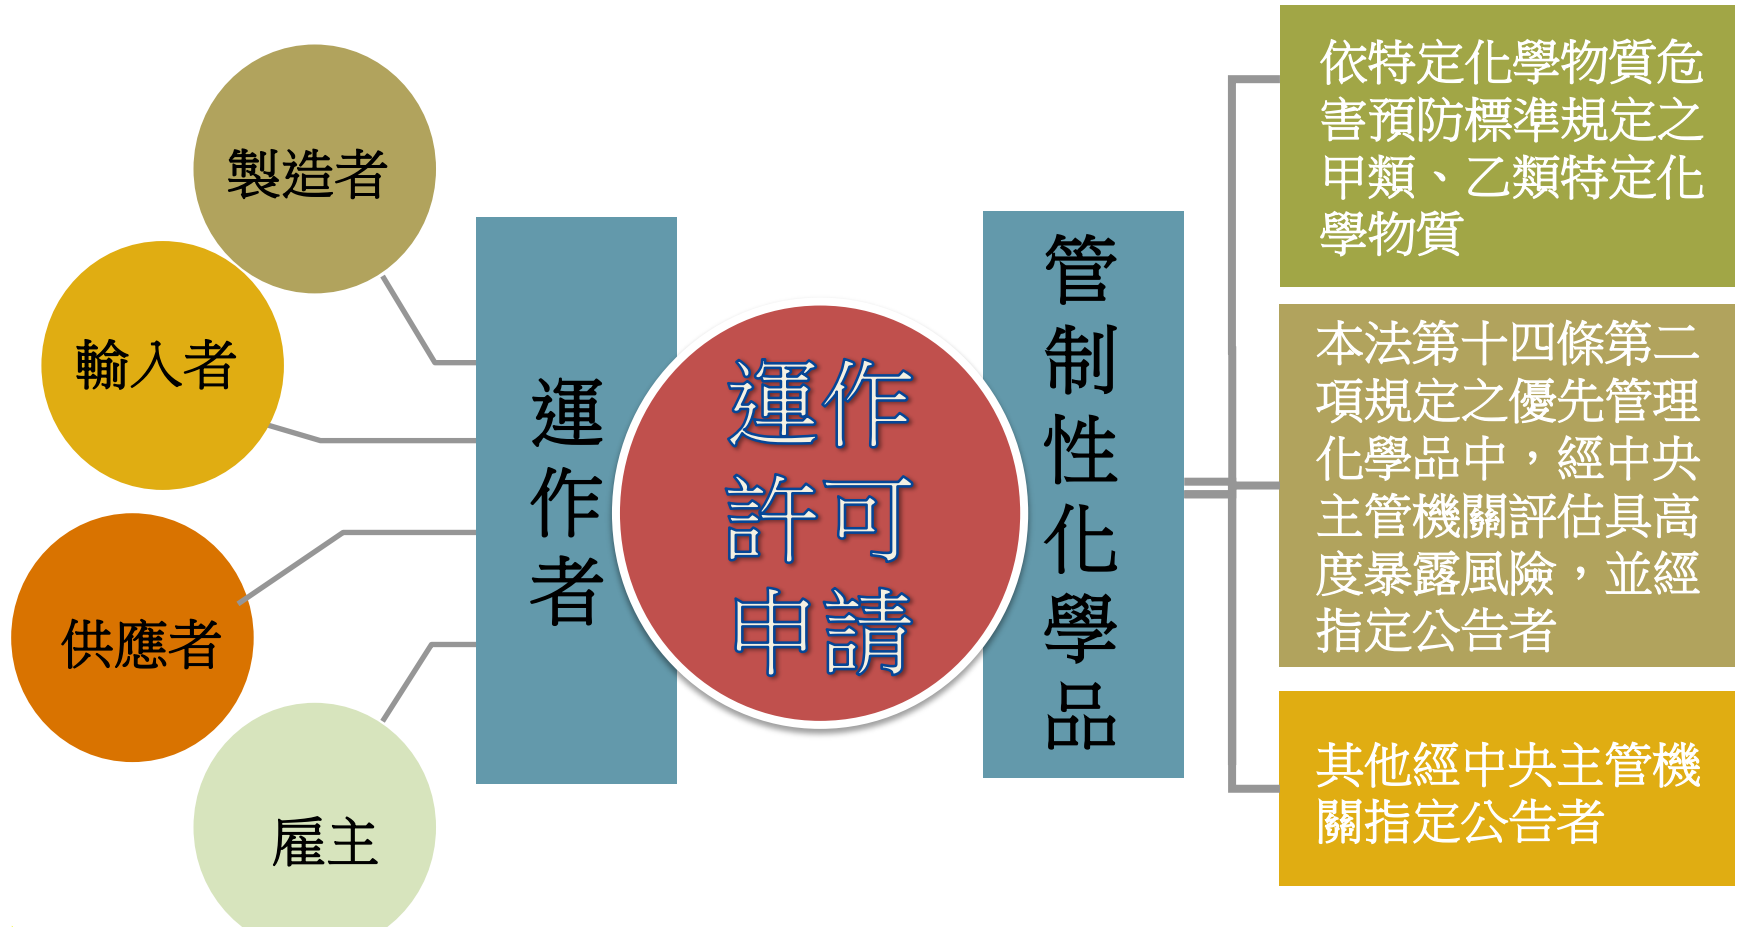 製造者
輸入者
供應者
雇主
運作者
運作
許可
申請
管制性化學品
依特定化學物質危
害預防標準規定之
甲類、乙類特定化
學物質
本法第十四條第二
項規定之優先管理
化學品中，經中央
主管機關評估具高
度暴露風險，並經
指定公告者
其他經中央主管機
關指定公告者